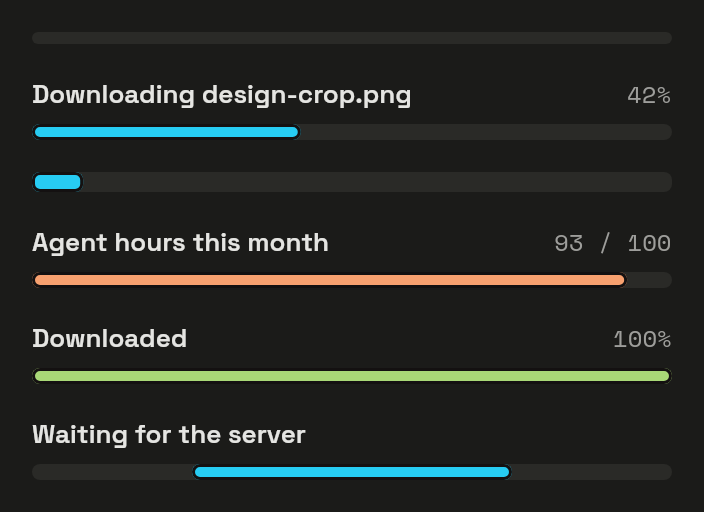 Downloading design-crop.png 42%
Agent hours this month 93 / 100
Downloaded 100%
Waiting for the server